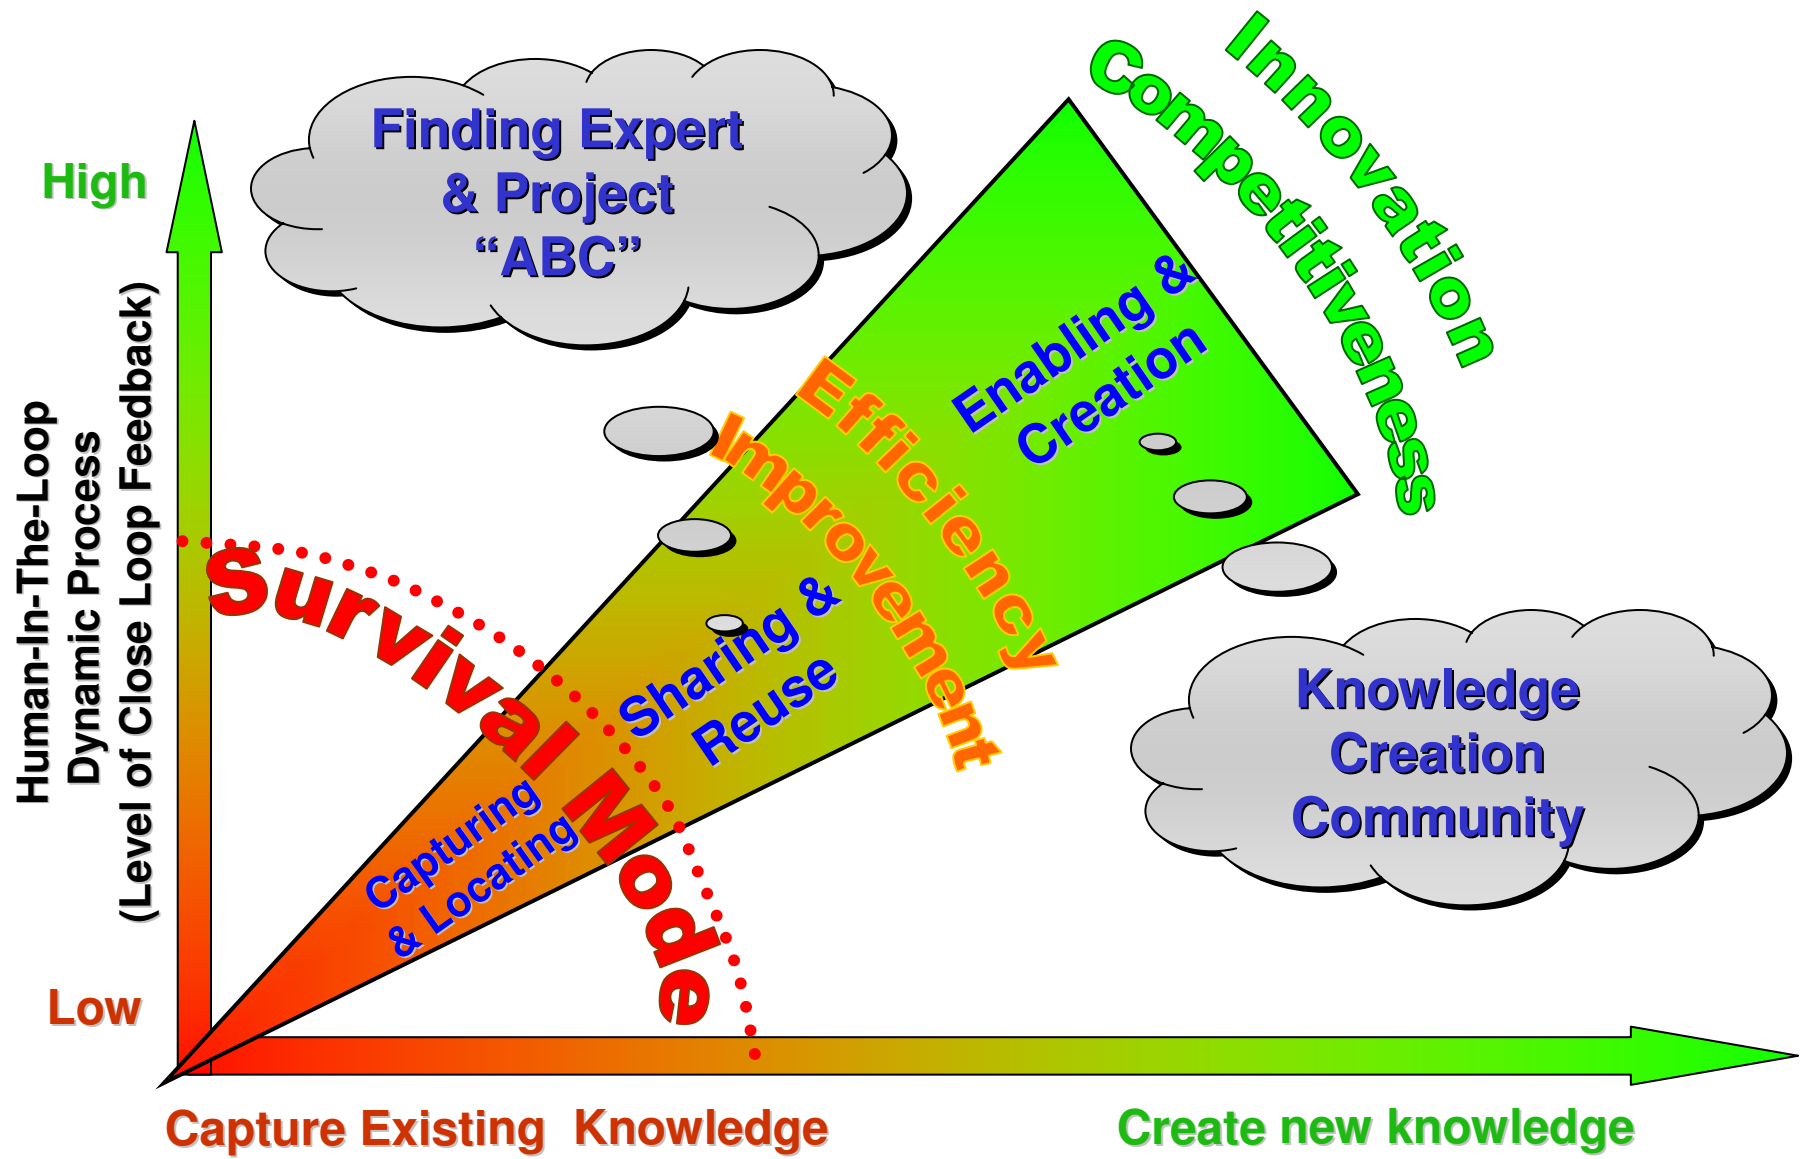 Finding Expert
& Project
“ABC”
Innovation
Competitiveness
High
Human-In-The-Loop
Dynamic Process
(Level of Close Loop Feedback)
Enabling &
Creation
Efficiency
Improvement
Sharing &
Reuse
Survival Mode
Capturing
& Locating
Knowledge
Creation
Community
Low
Capture Existing Knowledge
Create new knowledge